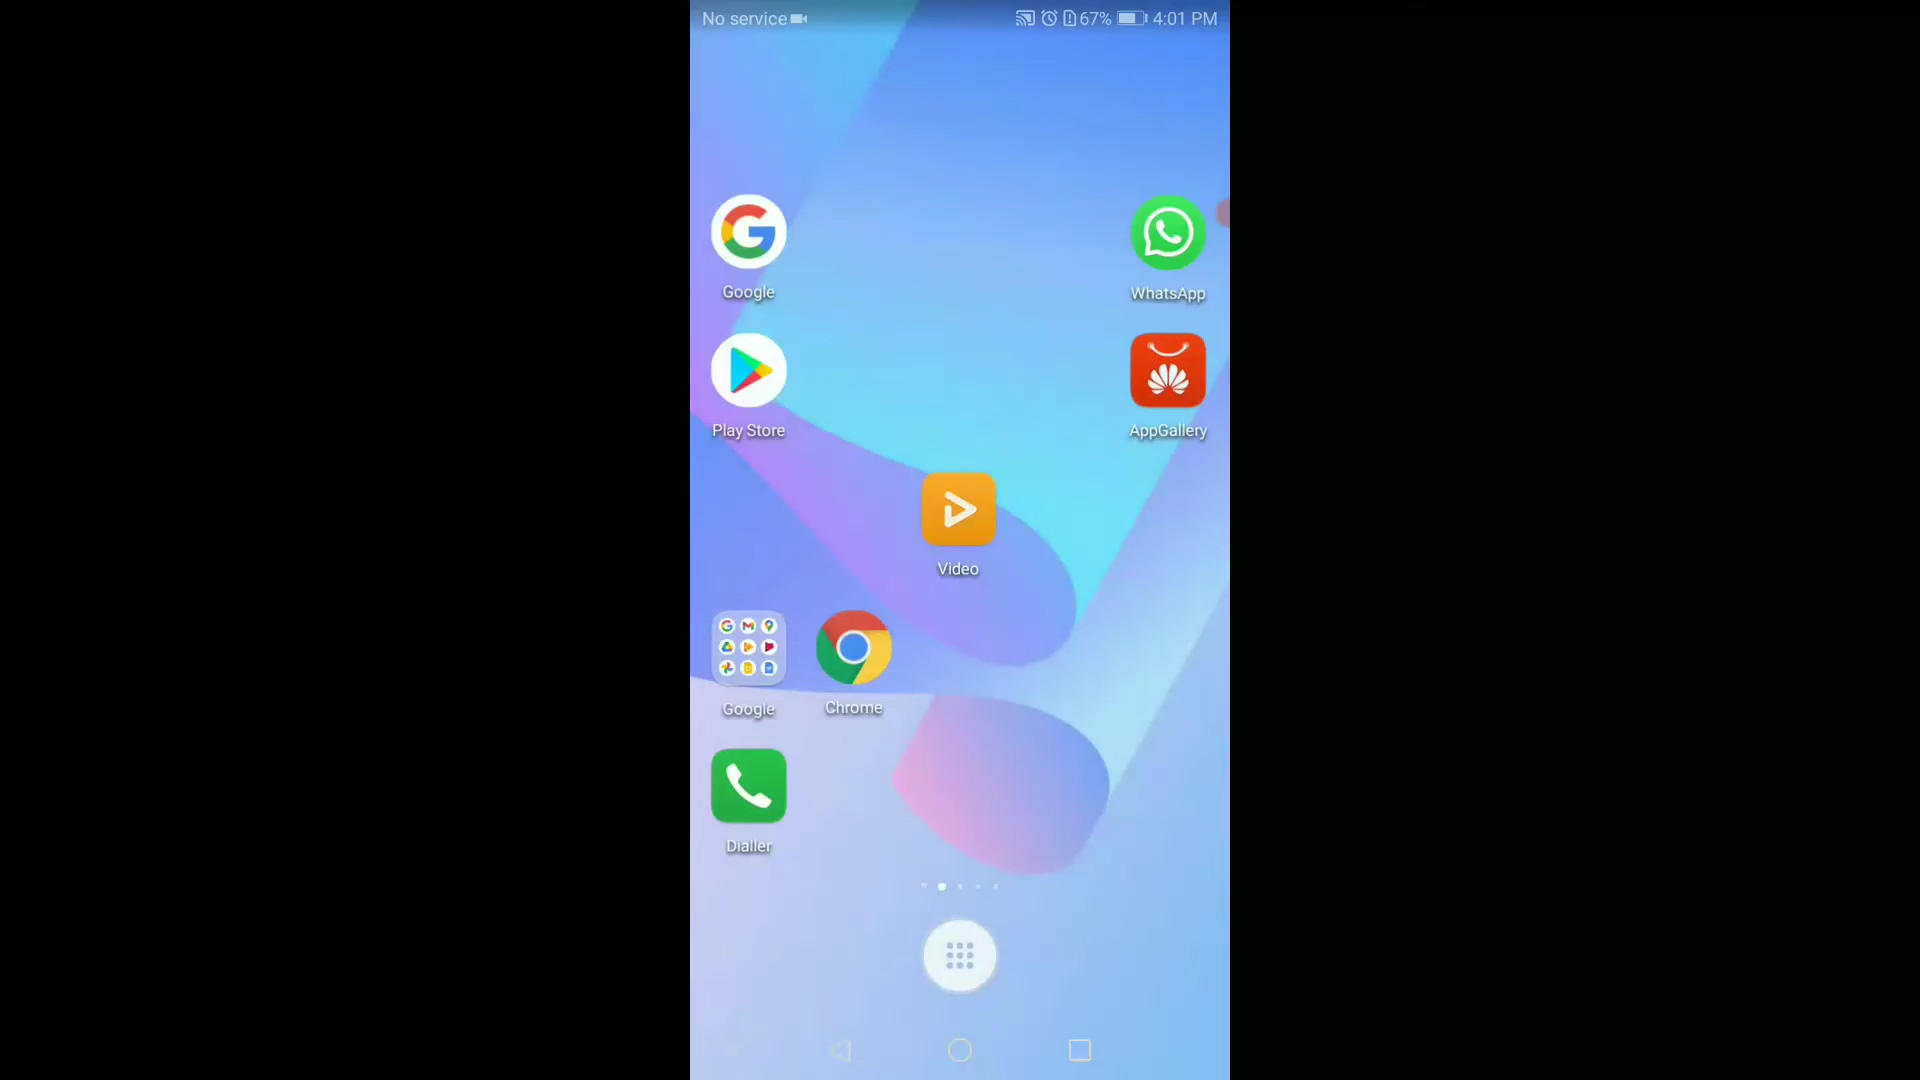 No service 67% 4:01 PM
Google WhatsApp
Play Store AppGallery
Video
Google Chrome
Dialler